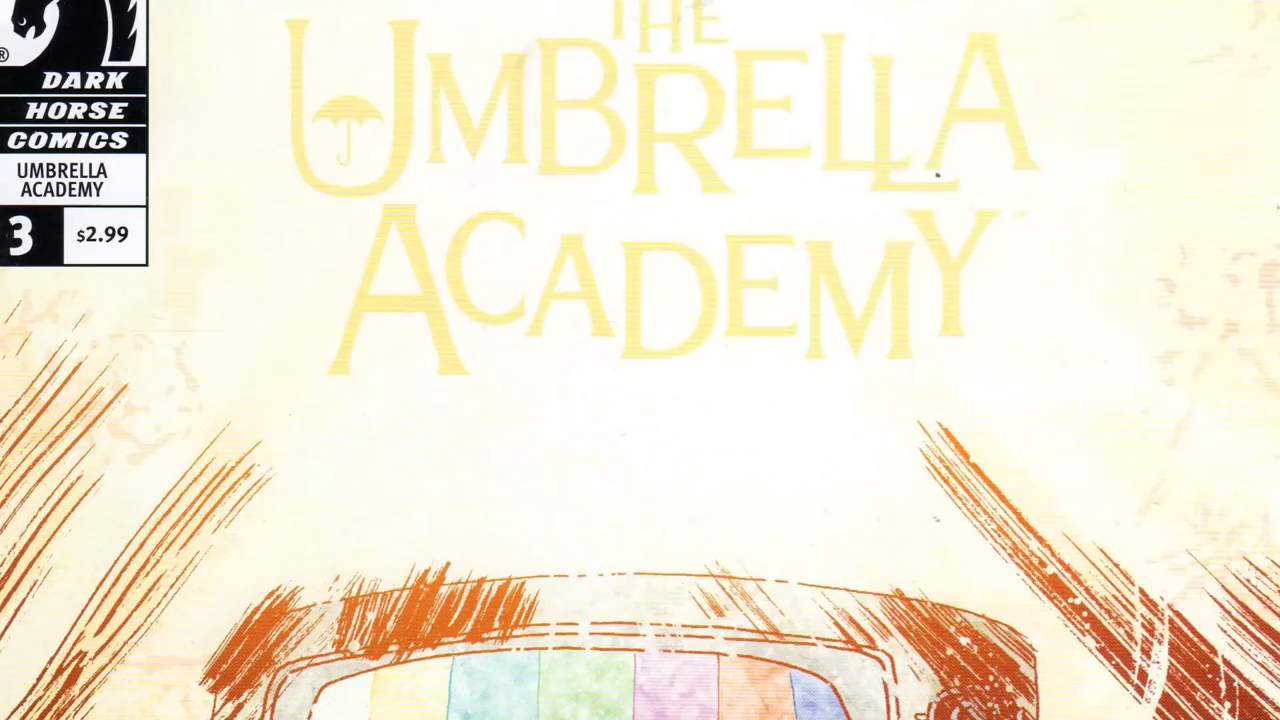 ®
DARK
HORSE
COMICS
UMBRELLA
ACADEMY
3 $2.99
THE
UMBRELLA
ACADEMY